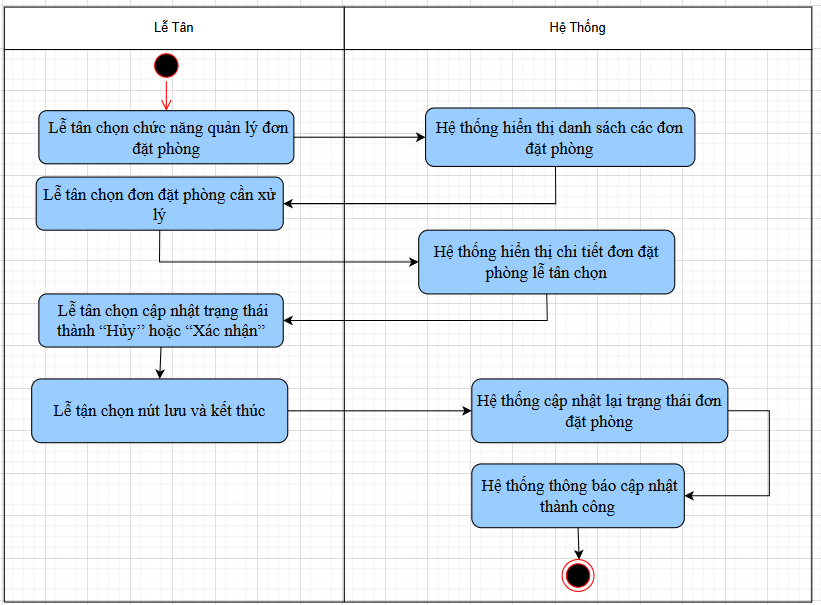 Lễ Tân
Hệ Thống
Lễ tân chọn chức năng quản lý đơn
đặt phòng
Hệ thống hiển thị danh sách các đơn
đặt phòng
Lễ tân chọn đơn đặt phòng cần xử
lý
Hệ thống hiển thị chi tiết đơn đặt
phòng lễ tân chọn
Lễ tân chọn cập nhật trạng thái
thành “Hủy” hoặc “Xác nhận”
Lễ tận chọn nút lưu và kết thúc
Hệ thống cập nhật lại trạng thái đơn
đặt phòng
Hệ thống thông báo cập nhật
thành công